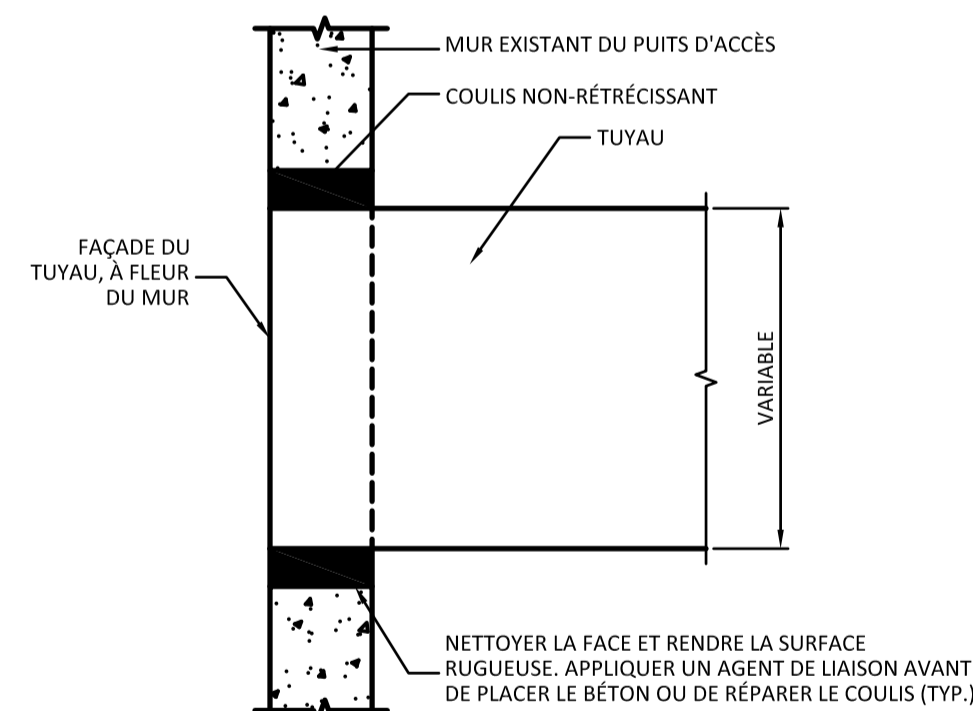 MUR EXISTANT DU PUITS D'ACCÈS
COULIS NON-RÉTRÉCISSANT
TUYAU
FAÇADE DU
TUYAU, À FLEUR
DU MUR
VARIABLE
NETTOYER LA FACE ET RENDRE LA SURFACE
RUGUEUSE. APPLIQUER UN AGENT DE LIAISON AVANT
DE PLACER LE BÉTON OU DE RÉPARER LE COULIS (TYP.)